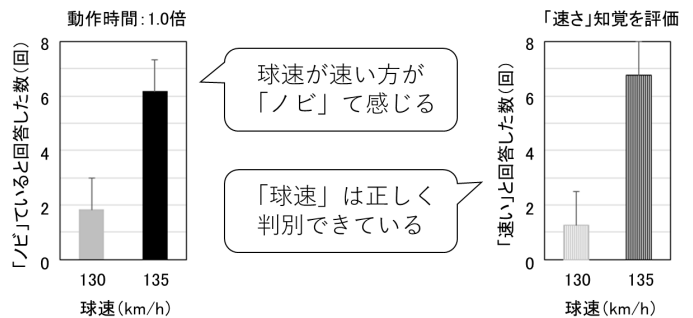 動作時間：1.0倍
「ノビ」ていると回答した数（回）
8
6
4
2
0
130
135
球速（km/h）
球速が速い方が
「ノビ」て感じる
「球速」は正しく
判別できている
「速さ」知覚を評価
「速い」と回答した数（回）
8
6
4
2
0
130
135
球速（km/h）